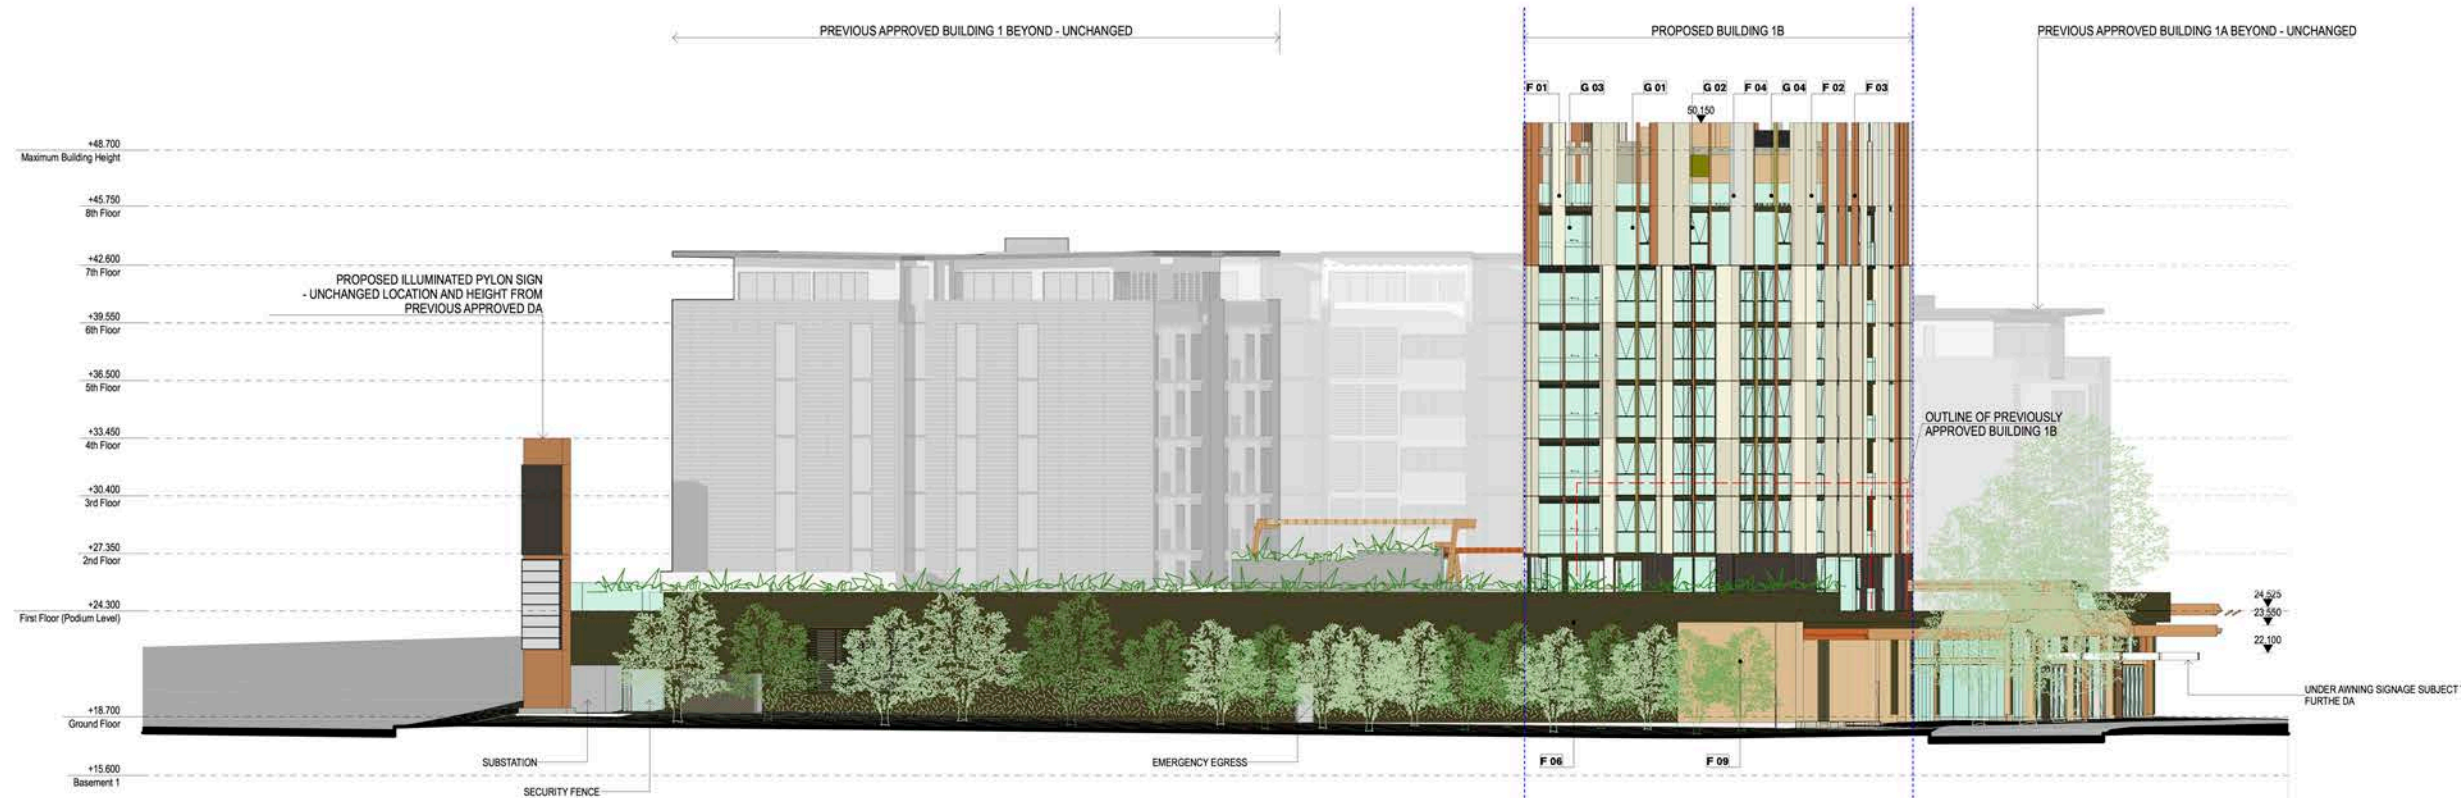 PREVIOUS APPROVED BUILDING 1 BEYOND - UNCHANGED
PROPOSED BUILDING 1B
PREVIOUS APPROVED BUILDING 1A BEYOND - UNCHANGED
F 01
G 03
G 01
G 02
F 04
G 04
F 02
F 03
50.150
+48.700
Maximum Building Height
+45.750
8th Floor
+42.600
7th Floor
PROPOSED ILLUMINATED PYLON SIGN
- UNCHANGED LOCATION AND HEIGHT FROM
PREVIOUS APPROVED DA
+39.550
6th Floor
+36.500
5th Floor
OUTLINE OF PREVIOUSLY
APPROVED BUILDING 1B
+33.450
4th Floor
+30.400
3rd Floor
+27.350
2nd Floor
+24.300
First Floor (Podium Level)
24.525
23.550
22.100
UNDER AWNING SIGNAGE SUBJECT
FURTHE DA
+18.700
Ground Floor
SUBSTATION
EMERGENCY EGRESS
F 06
F 09
+15.600
Basement 1
SECURITY FENCE